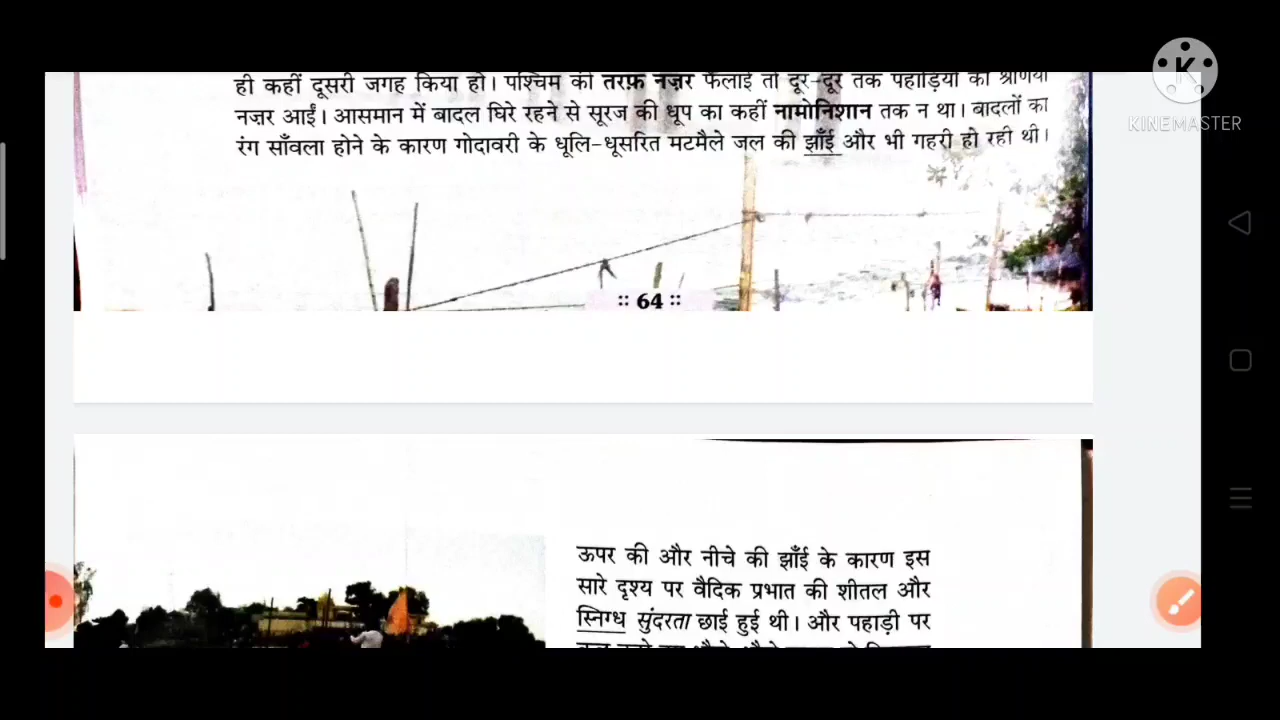 ही कहीं दूसरी जगह किया हो। पश्चिम की तरफ़ नज़र फैलाई तो दूर-दूर तक पहाड़ियों की श्रेणियाँ
नज़र आईं। आसमान में बादल घिरे रहने से सूरज की धूप का कहीं नामोनिशान तक न था। बादलों का
रंग साँवला होने के कारण गोदावरी के धूलि-धूसरित मटमैले जल की झाँई और भी गहरी हो रही थी।
:: 64 ::
ऊपर की और नीचे की झाँई के कारण इस
सारे दृश्य पर वैदिक प्रभात की शीतल और
स्निग्ध सुंदरता छाई हुई थी। और पहाड़ी पर
K
KINEMASTER